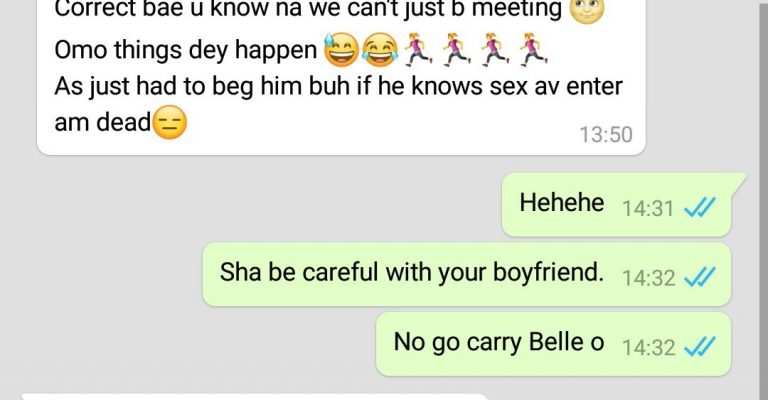 Correct bae u know na we can't just b meeting 🌝
Omo things dey happen 😅😂🏃‍♀️🏃‍♀️🏃‍♀️🏃‍♀️
As just had to beg him buh if he knows sex av enter
am dead😑
13:50
Hehehe 14:31
Sha be careful with your boyfriend. 14:32
No go carry Belle o 14:32